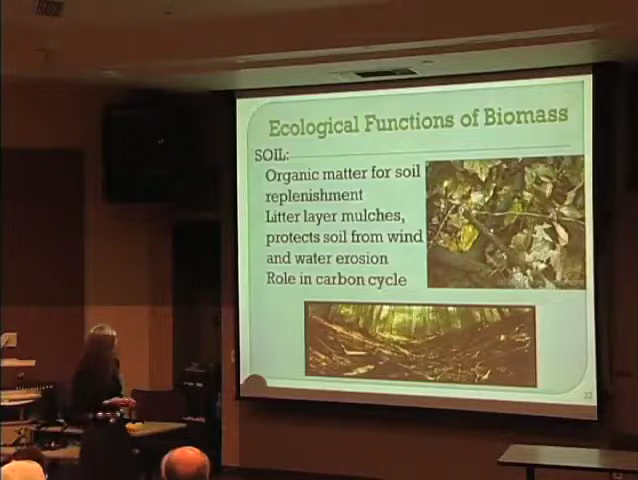 Ecological Functions of Biomass
SOIL:
Organic matter for soil
replenishment
Litter layer mulches,
protects soil from wind
and water erosion
Role in carbon cycle